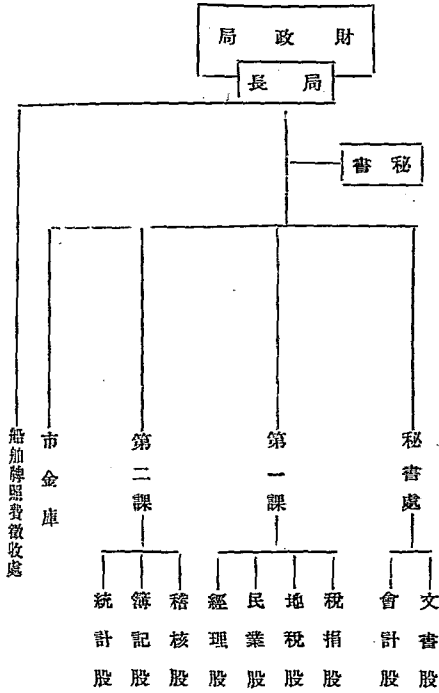 財政局
局長
秘書
秘書處
第一課
第二課
市金庫
船舶牌照費徵收處
文書股
會計股
稅捐股
地稅股
民業股
經理股
稽核股
簿記股
統計股